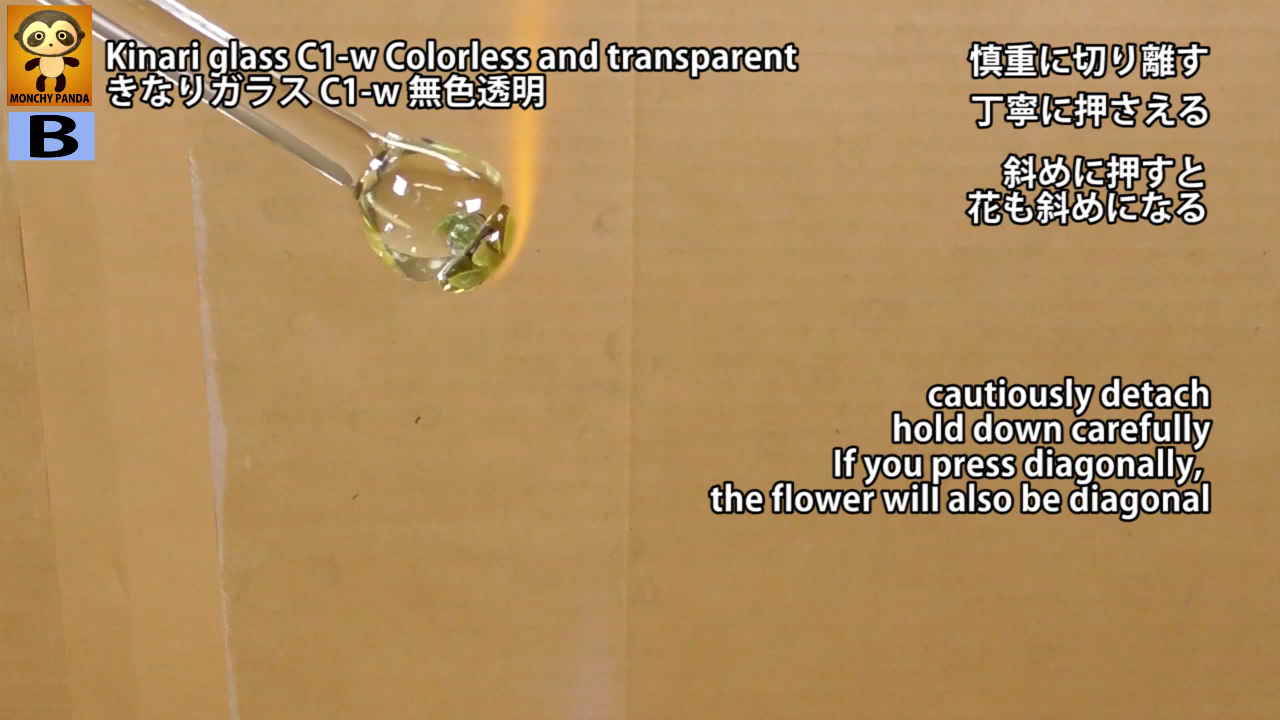 MONCHY PANDA
B
Kinari glass C1-w Colorless and transparent
きなりガラス C1-w 無色透明
慎重に切り離す
丁寧に押さえる
斜めに押すと
花も斜めになる
cautiously detach
hold down carefully
If you press diagonally,
the flower will also be diagonal